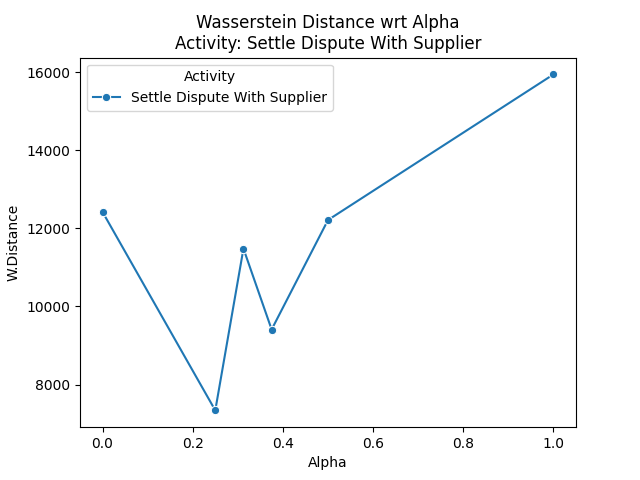 Wasserstein Distance wrt Alpha
Activity: Settle Dispute With Supplier
Activity
Settle Dispute With Supplier
16000
14000
12000
10000
8000
W.Distance
0.0 0.2 0.4 0.6 0.8 1.0
Alpha